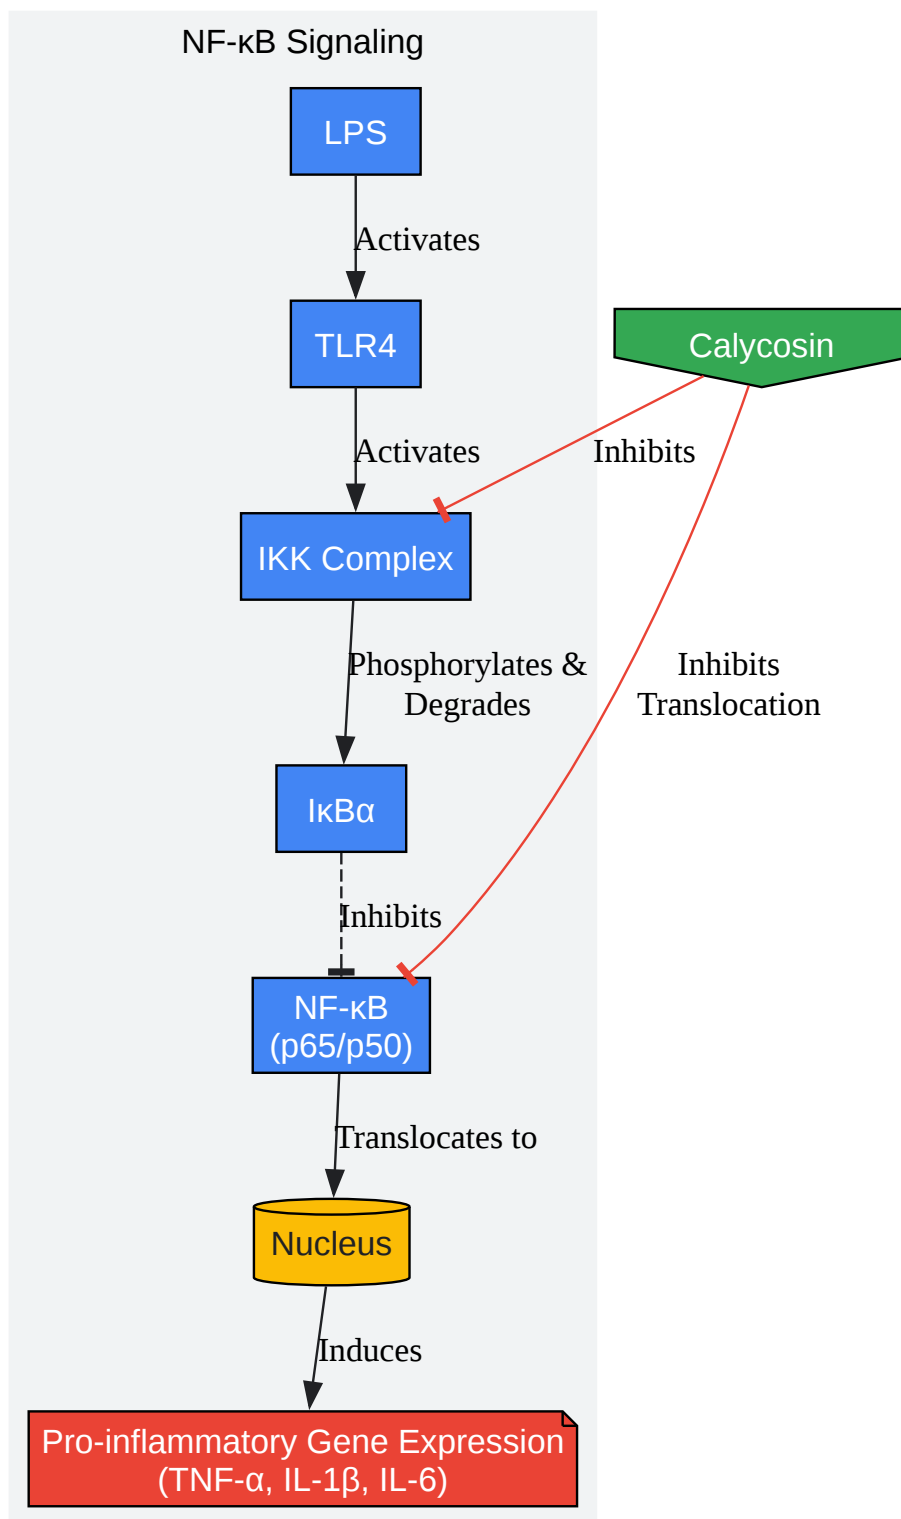 NF-κB Signaling
LPS
Activates
TLR4
Calycosin
Activates
Inhibits
IKK Complex
Phosphorylates &
Degrades
Inhibits
Translocation
IκBα
Inhibits
NF-κB
(p65/p50)
Translocates to
Nucleus
Induces
Pro-inflammatory Gene Expression
(TNF-α, IL-1β, IL-6)